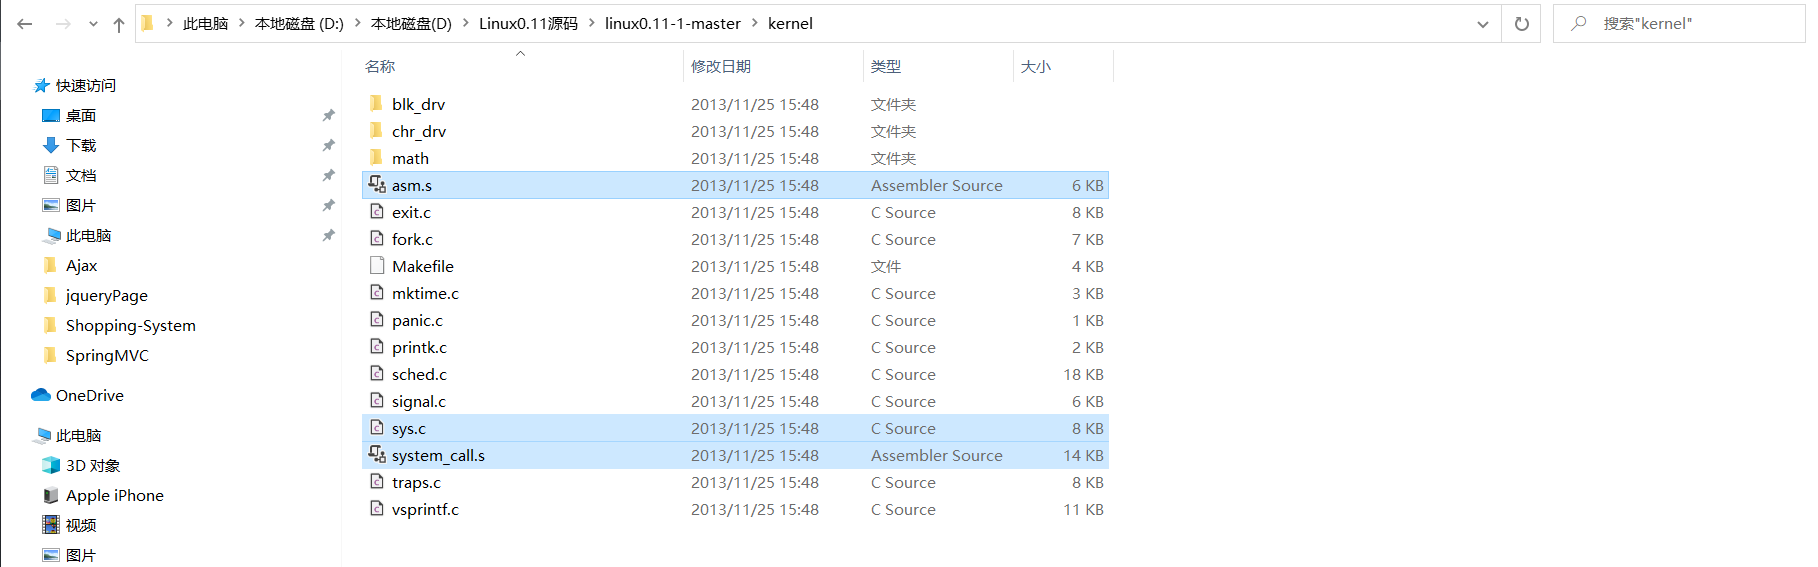 此电脑 > 本地磁盘 (D:) > 本地磁盘(D) > Linux0.11源码 > linux0.11-1-master > kernel
搜索"kernel"
快速访问
桌面
下载
文档
图片
此电脑
Ajax
jqueryPage
Shopping-System
SpringMVC
OneDrive
此电脑
3D 对象
Apple iPhone
视频
图片
名称 修改日期 类型 大小
blk_drv 2013/11/25 15:48 文件夹
chr_drv 2013/11/25 15:48 文件夹
math 2013/11/25 15:48 文件夹
asm.s 2013/11/25 15:48 Assembler Source 6 KB
exit.c 2013/11/25 15:48 C Source 8 KB
fork.c 2013/11/25 15:48 C Source 7 KB
Makefile 2013/11/25 15:48 文件 4 KB
mktime.c 2013/11/25 15:48 C Source 3 KB
panic.c 2013/11/25 15:48 C Source 1 KB
printk.c 2013/11/25 15:48 C Source 2 KB
sched.c 2013/11/25 15:48 C Source 18 KB
signal.c 2013/11/25 15:48 C Source 6 KB
sys.c 2013/11/25 15:48 C Source 8 KB
system_call.s 2013/11/25 15:48 Assembler Source 14 KB
traps.c 2013/11/25 15:48 C Source 8 KB
vsprintf.c 2013/11/25 15:48 C Source 11 KB